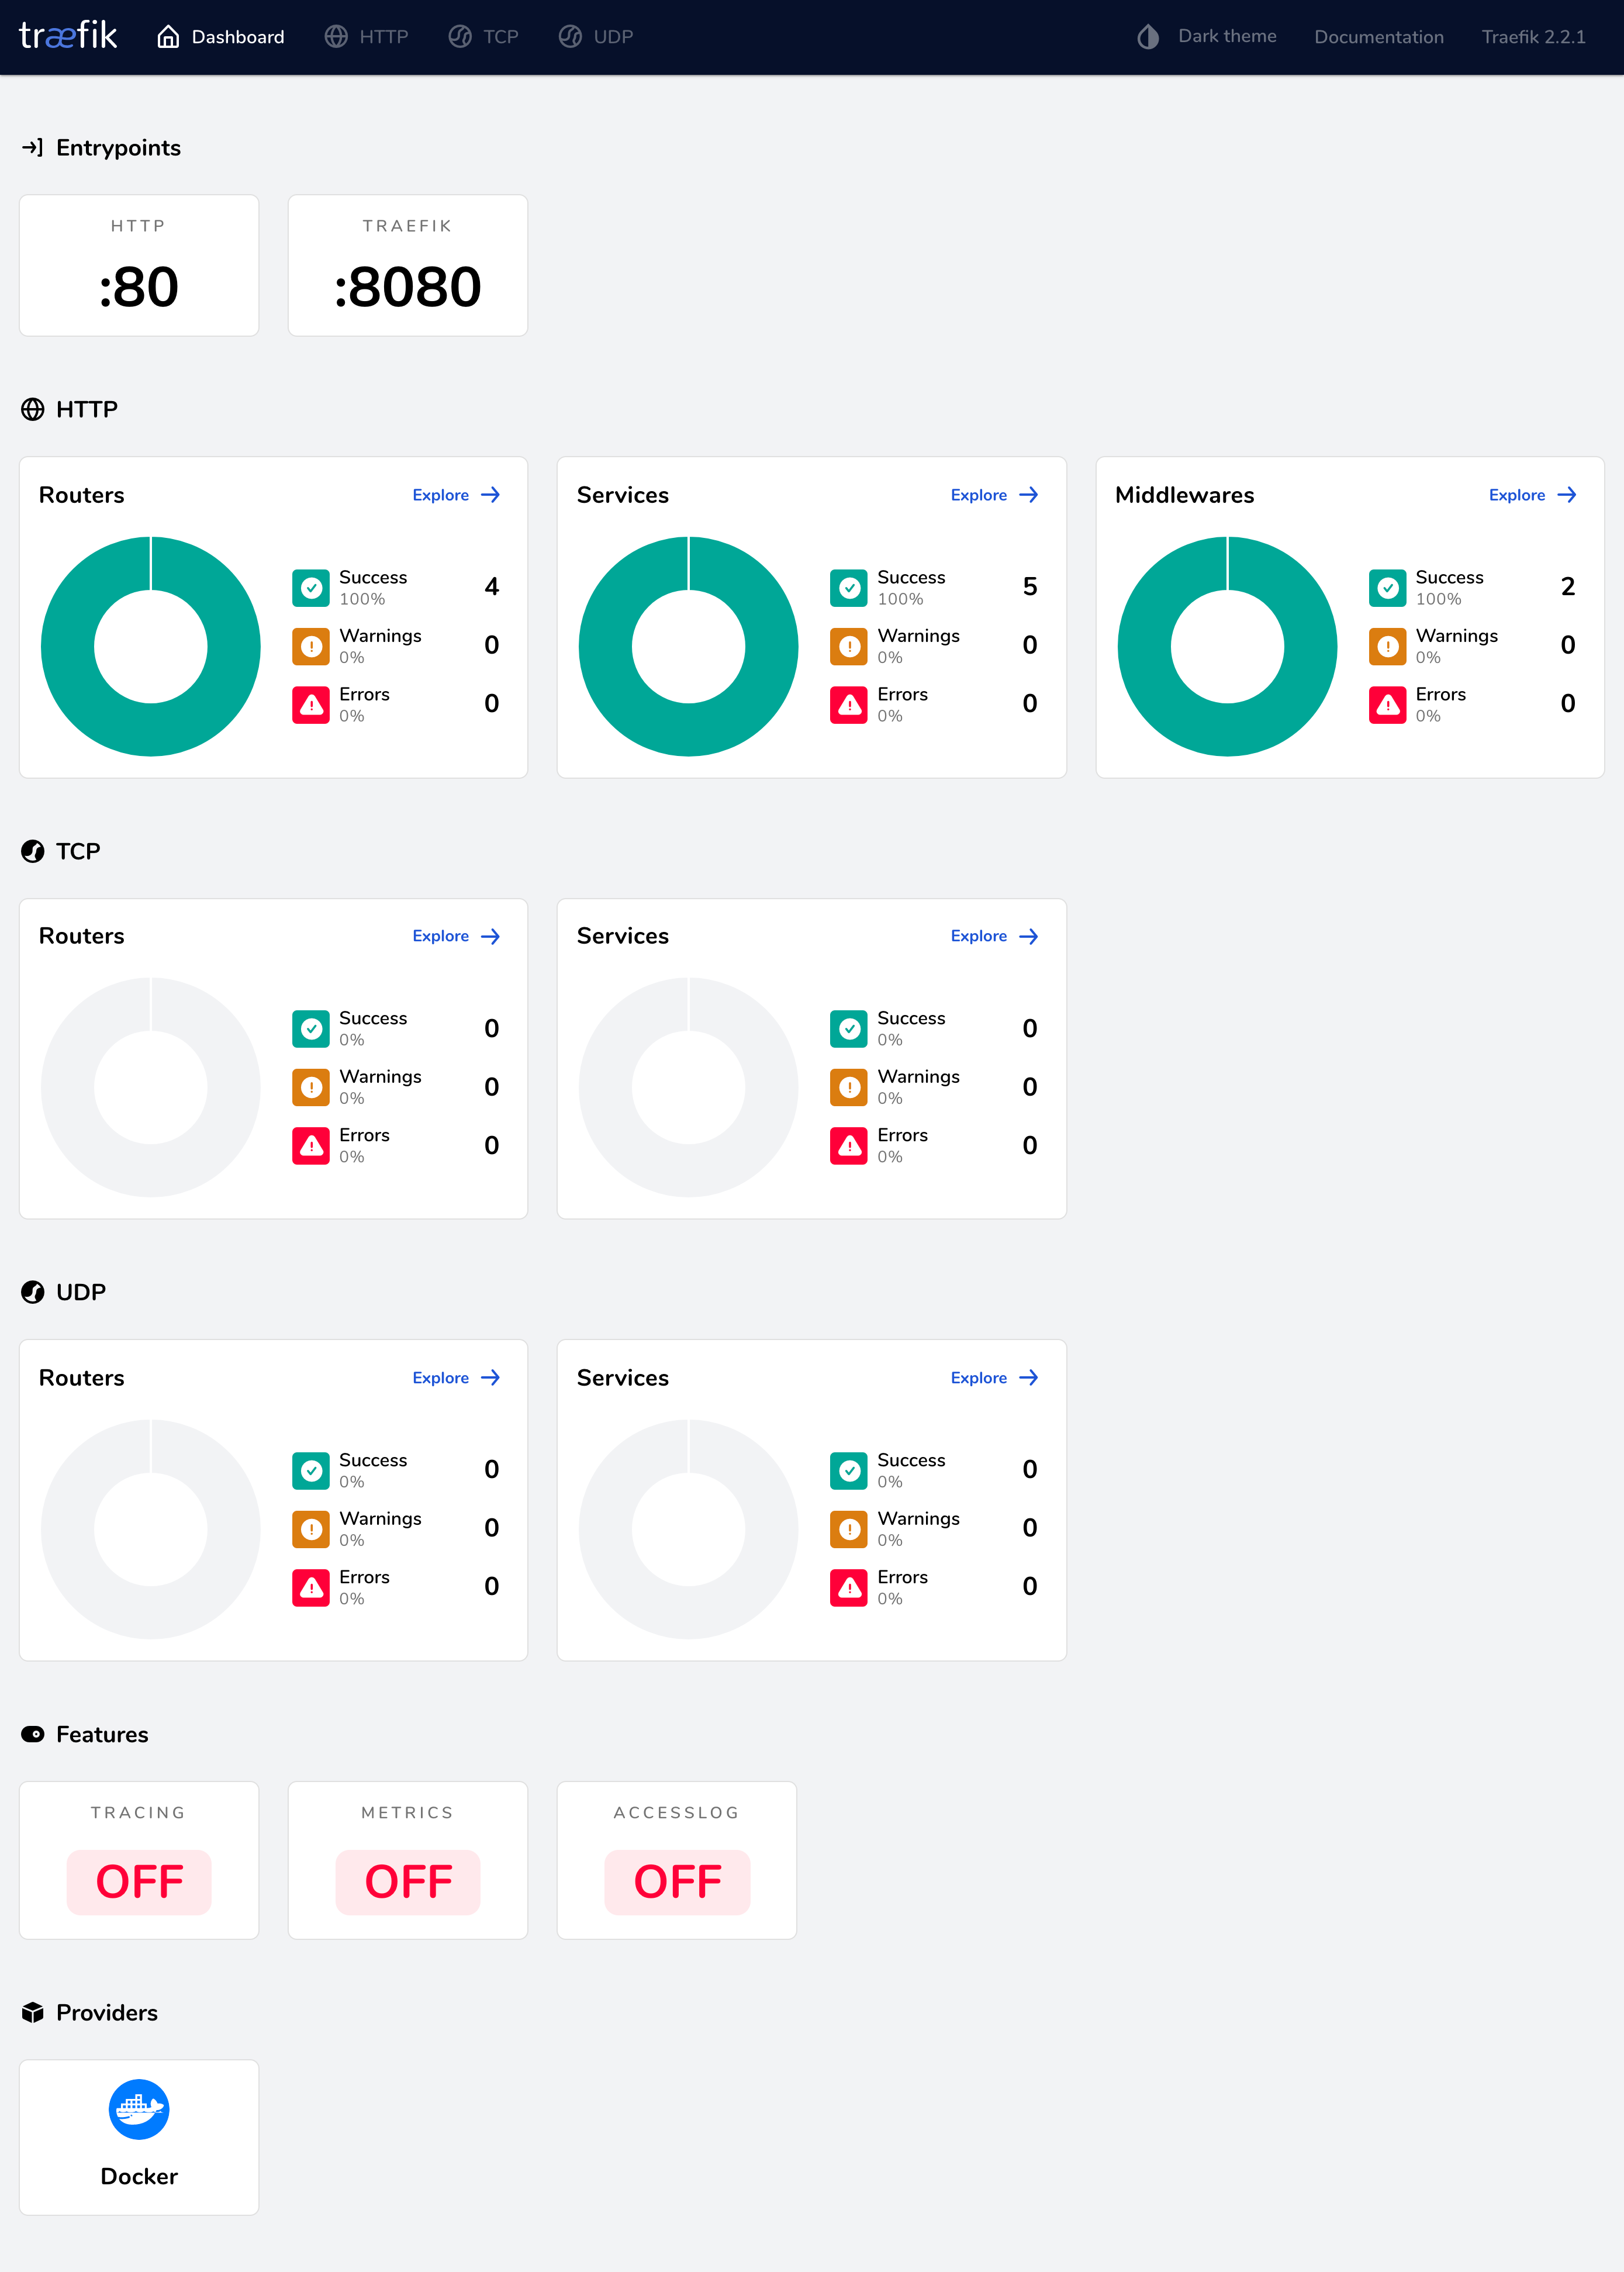 træfik Dashboard HTTP TCP UDP Dark theme Documentation Traefik 2.2.1
Entrypoints
HTTP
:80
TRAEFIK
:8080
HTTP
Routers Explore
Success 4
100%
Warnings 0
0%
Errors 0
0%
Services Explore
Success 5
100%
Warnings 0
0%
Errors 0
0%
Middlewares Explore
Success 2
100%
Warnings 0
0%
Errors 0
0%
TCP
Routers Explore
Success 0
0%
Warnings 0
0%
Errors 0
0%
Services Explore
Success 0
0%
Warnings 0
0%
Errors 0
0%
UDP
Routers Explore
Success 0
0%
Warnings 0
0%
Errors 0
0%
Services Explore
Success 0
0%
Warnings 0
0%
Errors 0
0%
Features
TRACING
OFF
METRICS
OFF
ACCESSLOG
OFF
Providers
Docker